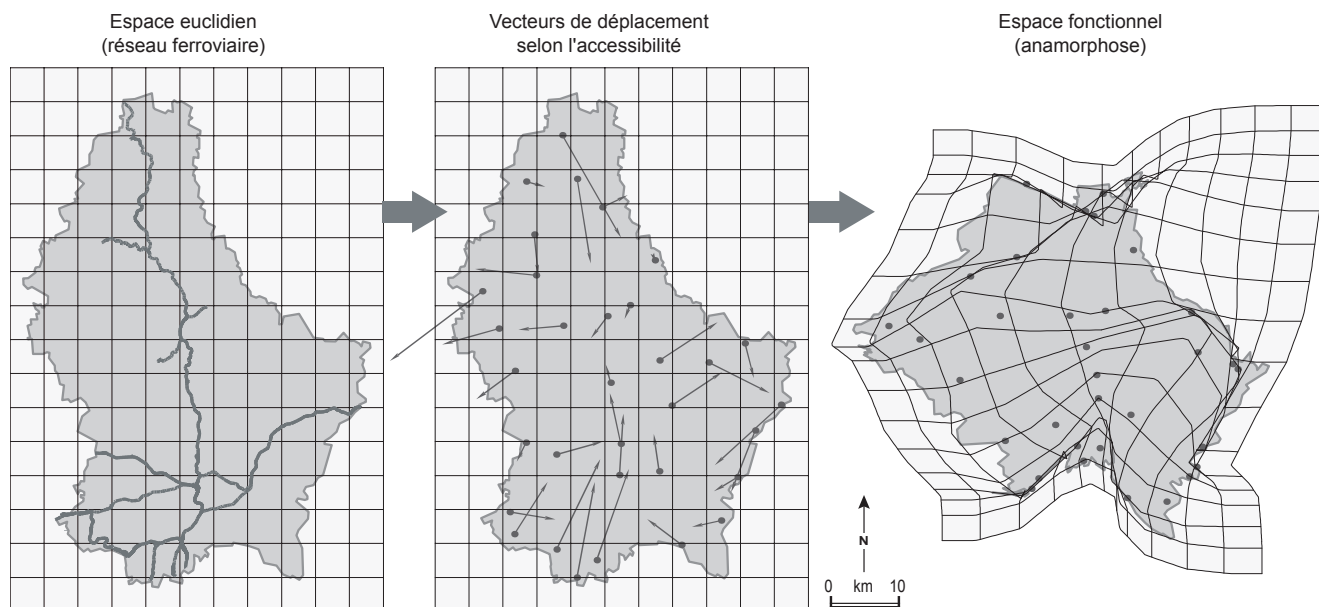 Espace euclidien
(réseau ferroviaire)
Vecteurs de déplacement
selon l'accessibilité
Espace fonctionnel
(anamorphose)
N
0 km 10